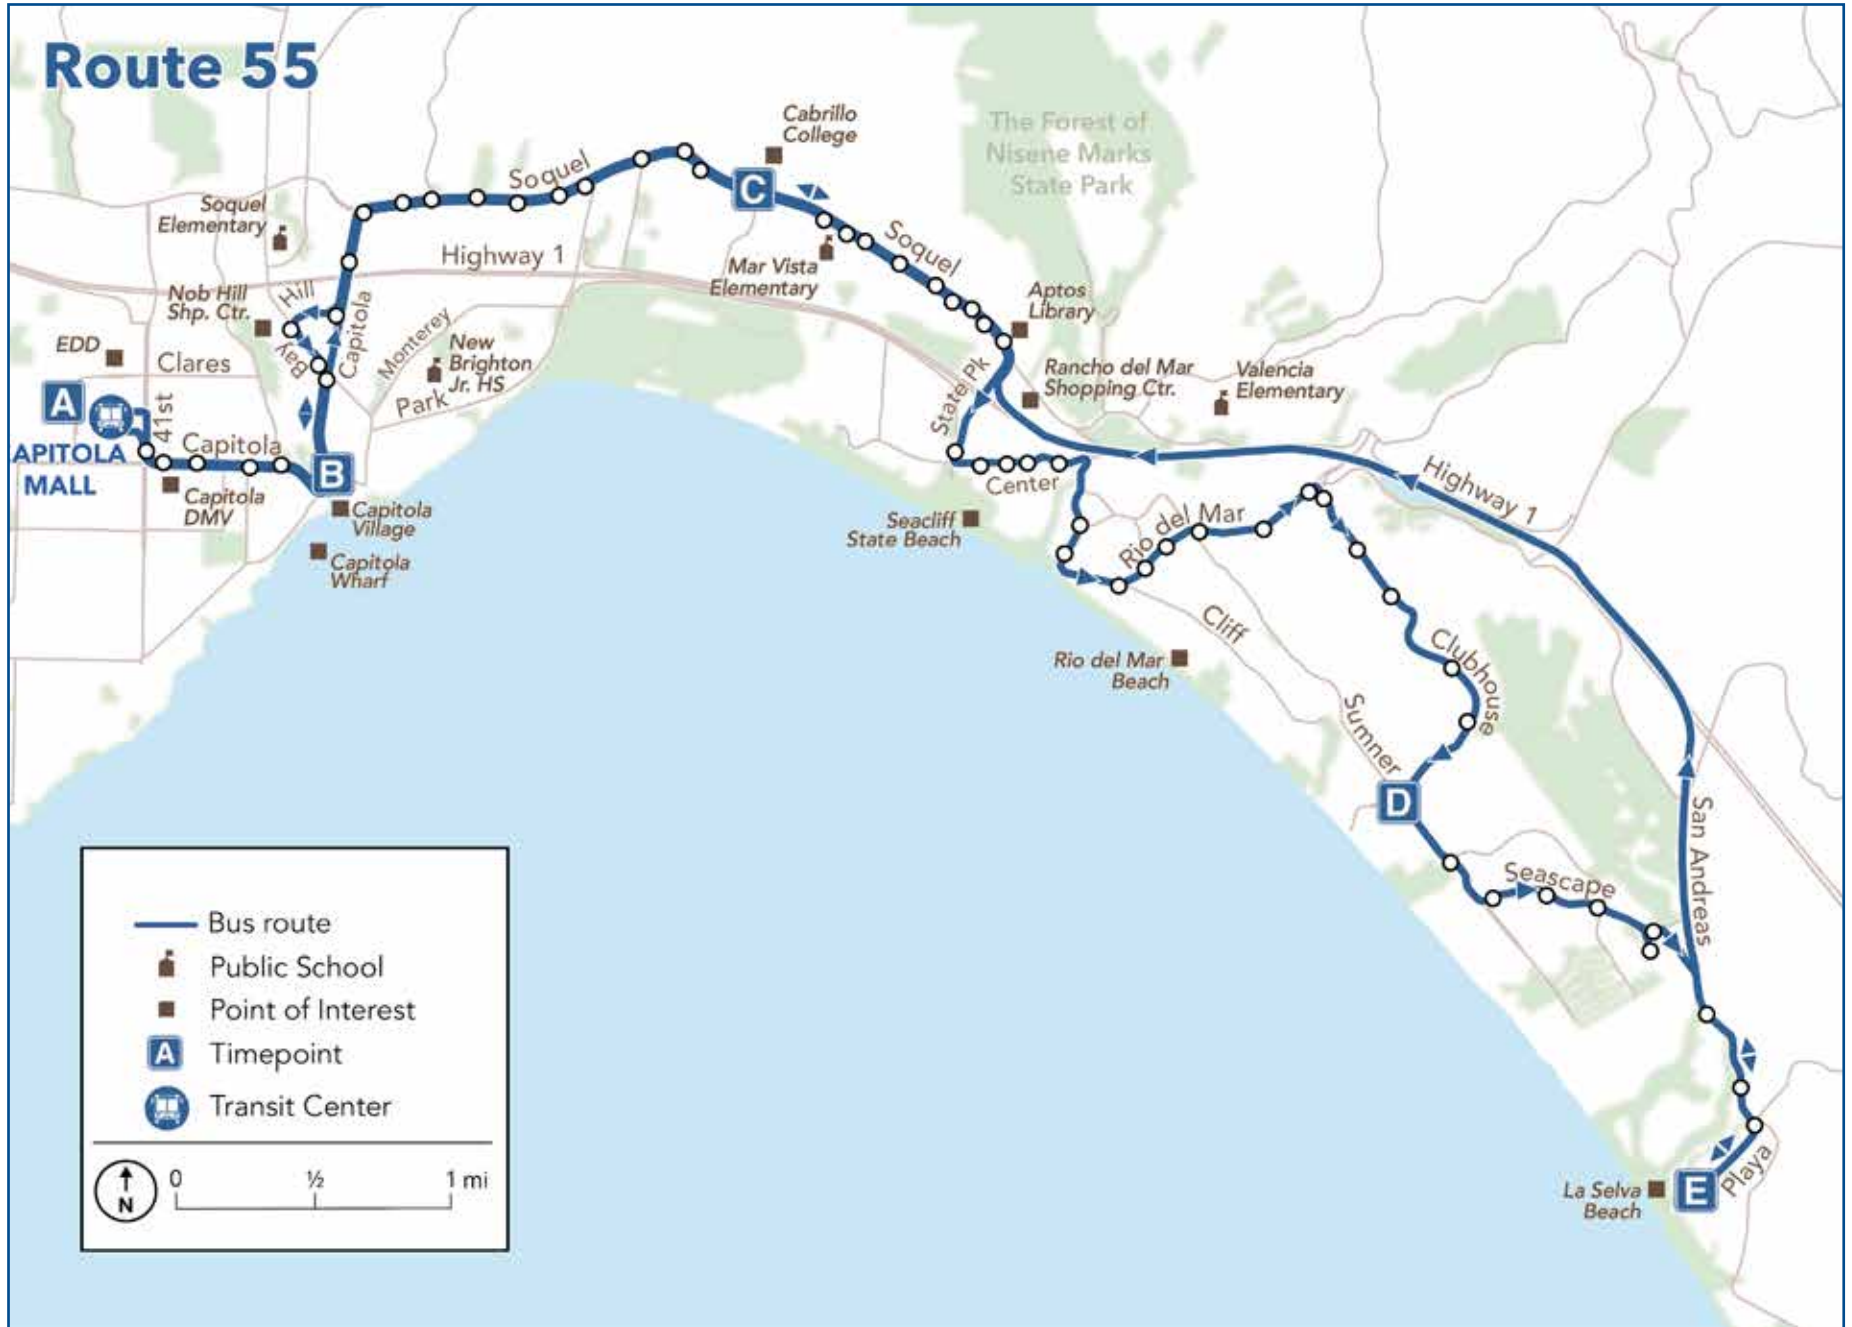 Route 55
Cabrillo
College
The Forest of
Nisene Marks
State Park
Soquel
Soquel
Elementary
Highway 1
Soquel
Mar Vista
Elementary
Aptos
Library
Nob Hill
Shp. Ctr.
Hill
Bay
Capitola
Monterey
New
Brighton
Jr. HS
Park
EDD
Clares
A
41st
APITOLA
MALL
Capitola
B
C
Capitola
DMV
Capitola
Village
Capitola
Wharf
State Pk
Rancho del Mar
Shopping Ctr.
Valencia
Elementary
Center
Seacliff
State Beach
Rio del Mar
Highway 1
Cliff
Rio del Mar
Beach
Clubhouse
Sumner
D
San Andreas
Seascape
Playa
La Selva
Beach
E
Bus route
Public School
Point of Interest
A
Timepoint
Transit Center
N
0
½
1 mi